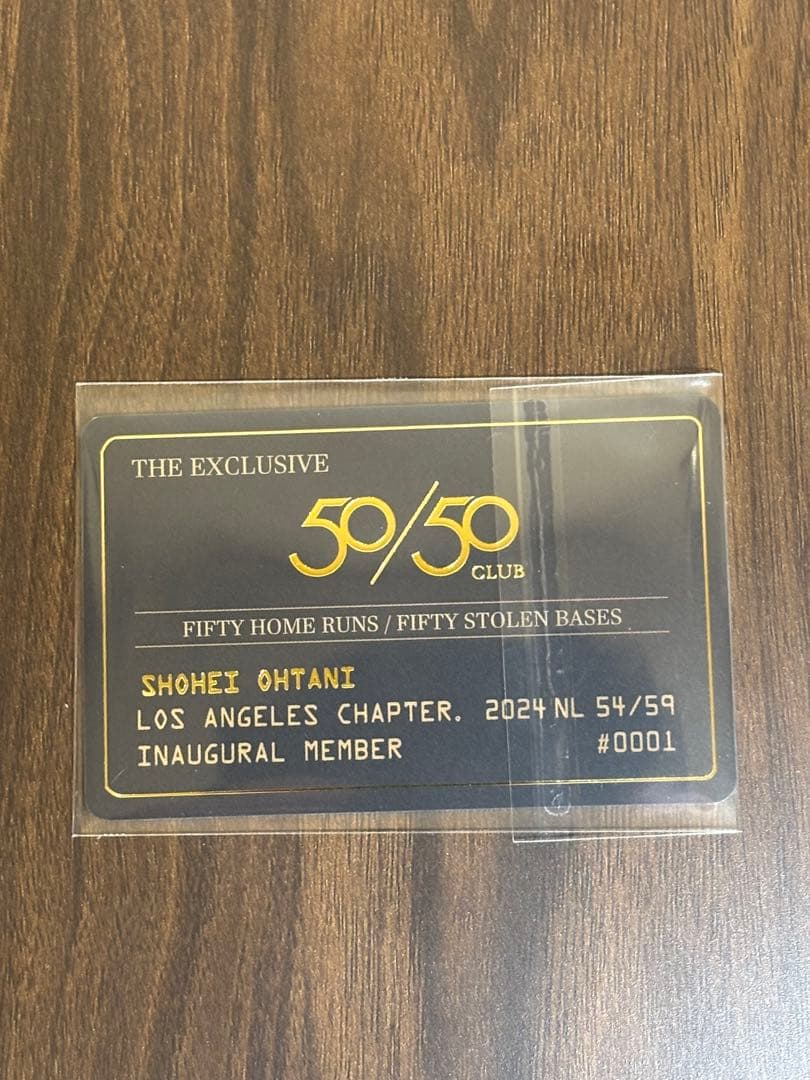 THE EXCLUSIVE
50/50
CLUB
FIFTY HOME RUNS / FIFTY STOLEN BASES
SHOHEI OHTANI
LOS ANGELES CHAPTER. 2024 NL 54/59
INAUGURAL MEMBER #0001